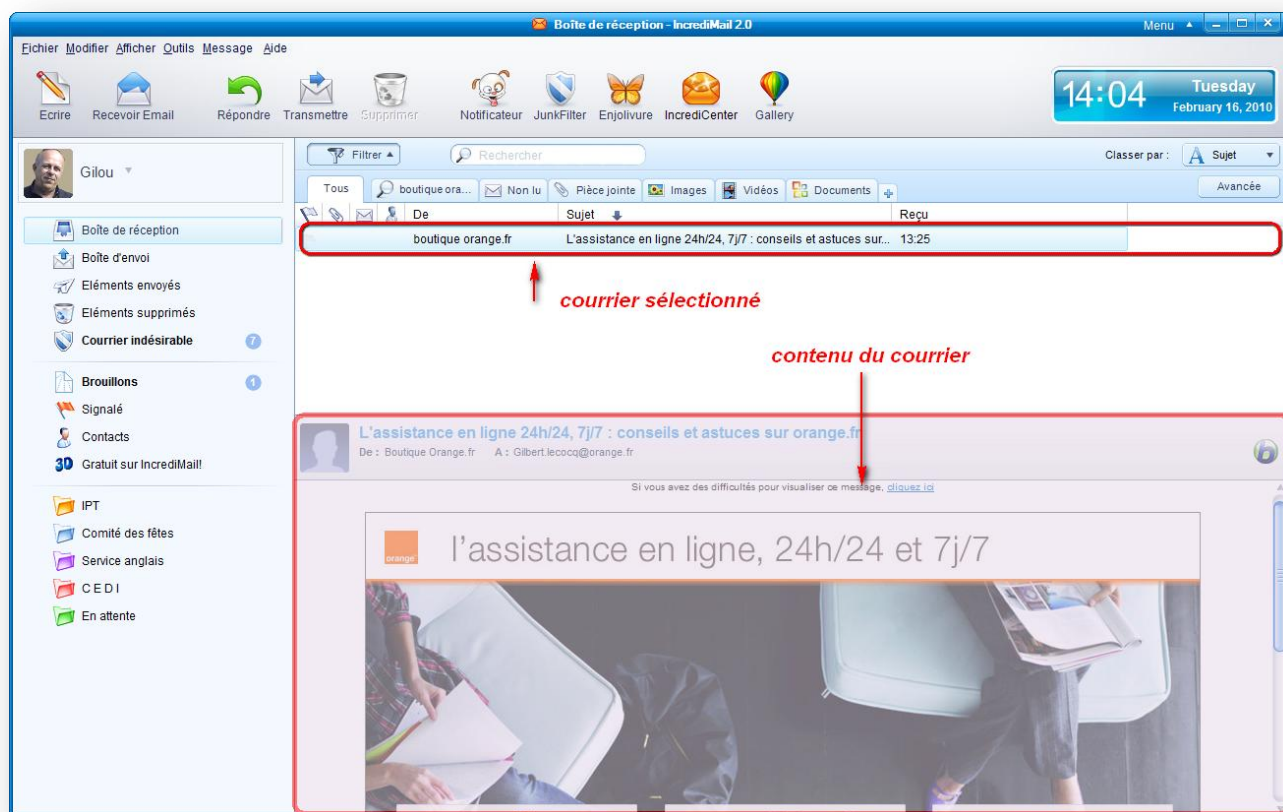 Boîte de réception - IncrediMail 2.0
Menu
Fichier Modifier Afficher Outils Message Aide
Ecrire Recevoir Email Répondre Transmettre Supprimer Notificateur JunkFilter Enjolivure IncrediCenter Gallery
14:04 Tuesday
February 16, 2010
Gilou
Filtrer Rechercher Classer par : A Sujet
Tous boutique ora... Non lu Pièce jointe Images Vidéos Documents Avancée
De Sujet Reçu
boutique orange.fr L'assistance en ligne 24h/24, 7j/7 : conseils et astuces sur... 13:25
courrier sélectionné
contenu du courrier
Boîte de réception
Boîte d'envoi
Eléments envoyés
Eléments supprimés
Courrier indésirable 7
Brouillons 1
Signalé
Contacts
3D Gratuit sur IncrediMail!
IPT
Comité des fêtes
Service anglais
C E D I
En attente
L'assistance en ligne 24h/24, 7j/7 : conseils et astuces sur orange.fr
De : Boutique Orange.fr A : Gilbert.lecocq@orange.fr
b
Si vous avez des difficultés pour visualiser ce message, cliquez ici
orange
l'assistance en ligne, 24h/24 et 7j/7